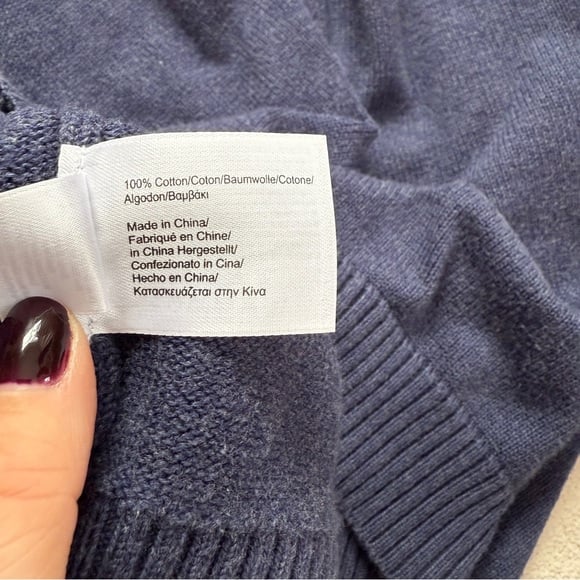 100% Cotton/Coton/Baumwolle/Cotone/
Algodon/Βαμβάκι
Made in China/
Fabriqué en Chine/
in China Hergestellt/
Confezionato in Cina/
Hecho en China/
Κατασκευάζεται στην Κίνα